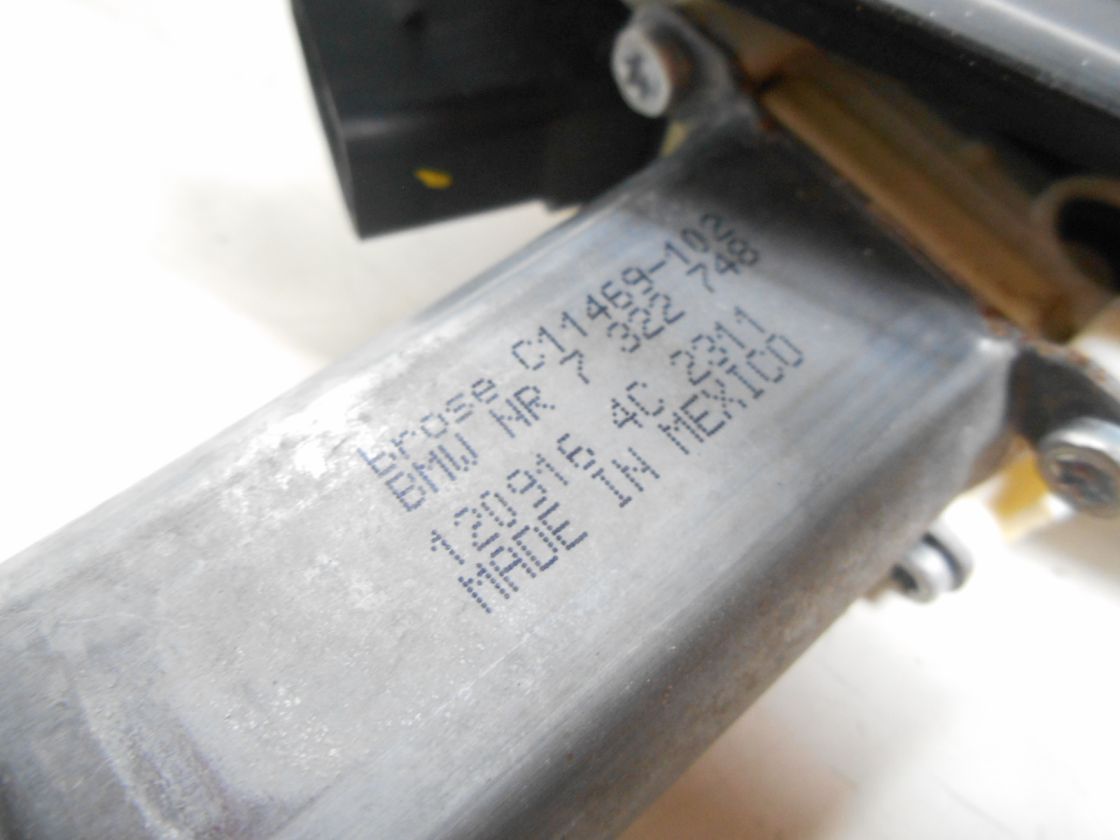 brose C11469-102
BMW NR 7 322 748
120916 4C 2311
MADE IN MEXICO